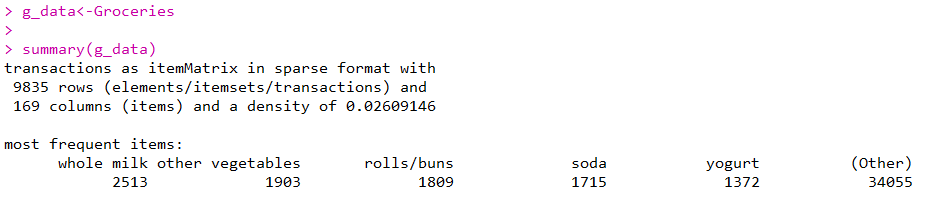 > g_data<-Groceries
>
> summary(g_data)
transactions as itemMatrix in sparse format with
 9835 rows (elements/itemsets/transactions) and
 169 columns (items) and a density of 0.02609146

most frequent items:
      whole milk other vegetables       rolls/buns             soda           yogurt          (Other)
            2513             1903             1809             1715             1372            34055